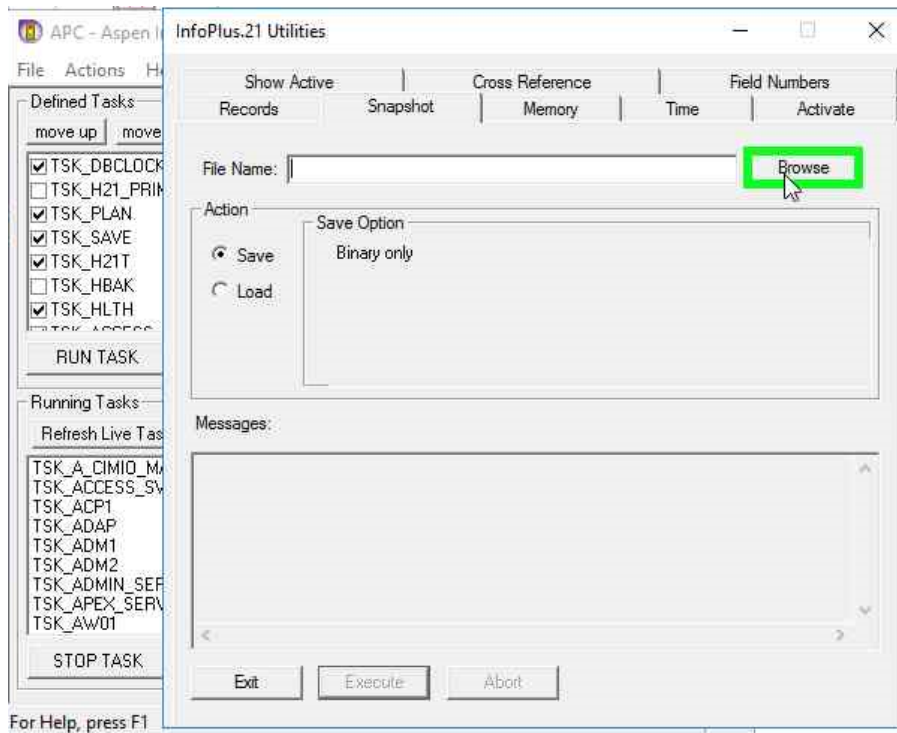 APC - Aspen I
InfoPlus.21 Utilities
File Actions H
Show Active Cross Reference Field Numbers
Records Snapshot Memory Time Activate
Defined Tasks
move up move
TSK_DBCLOCK
TSK_H21_PRIM
TSK_PLAN
TSK_SAVE
TSK_H21T
TSK_HBAK
TSK_HLTH
RUN TASK
File Name: Browse
Action
Save Option
Save
Binary only
Load
Running Tasks
Refresh Live Tas
TSK_A_CIMIO_MA
TSK_ACCESS_SV
TSK_ACP1
TSK_ADAP
TSK_ADM1
TSK_ADM2
TSK_ADMIN_SER
TSK_APEX_SERV
TSK_AW01
STOP TASK
Messages:
Exit Execute Abort
For Help, press F1